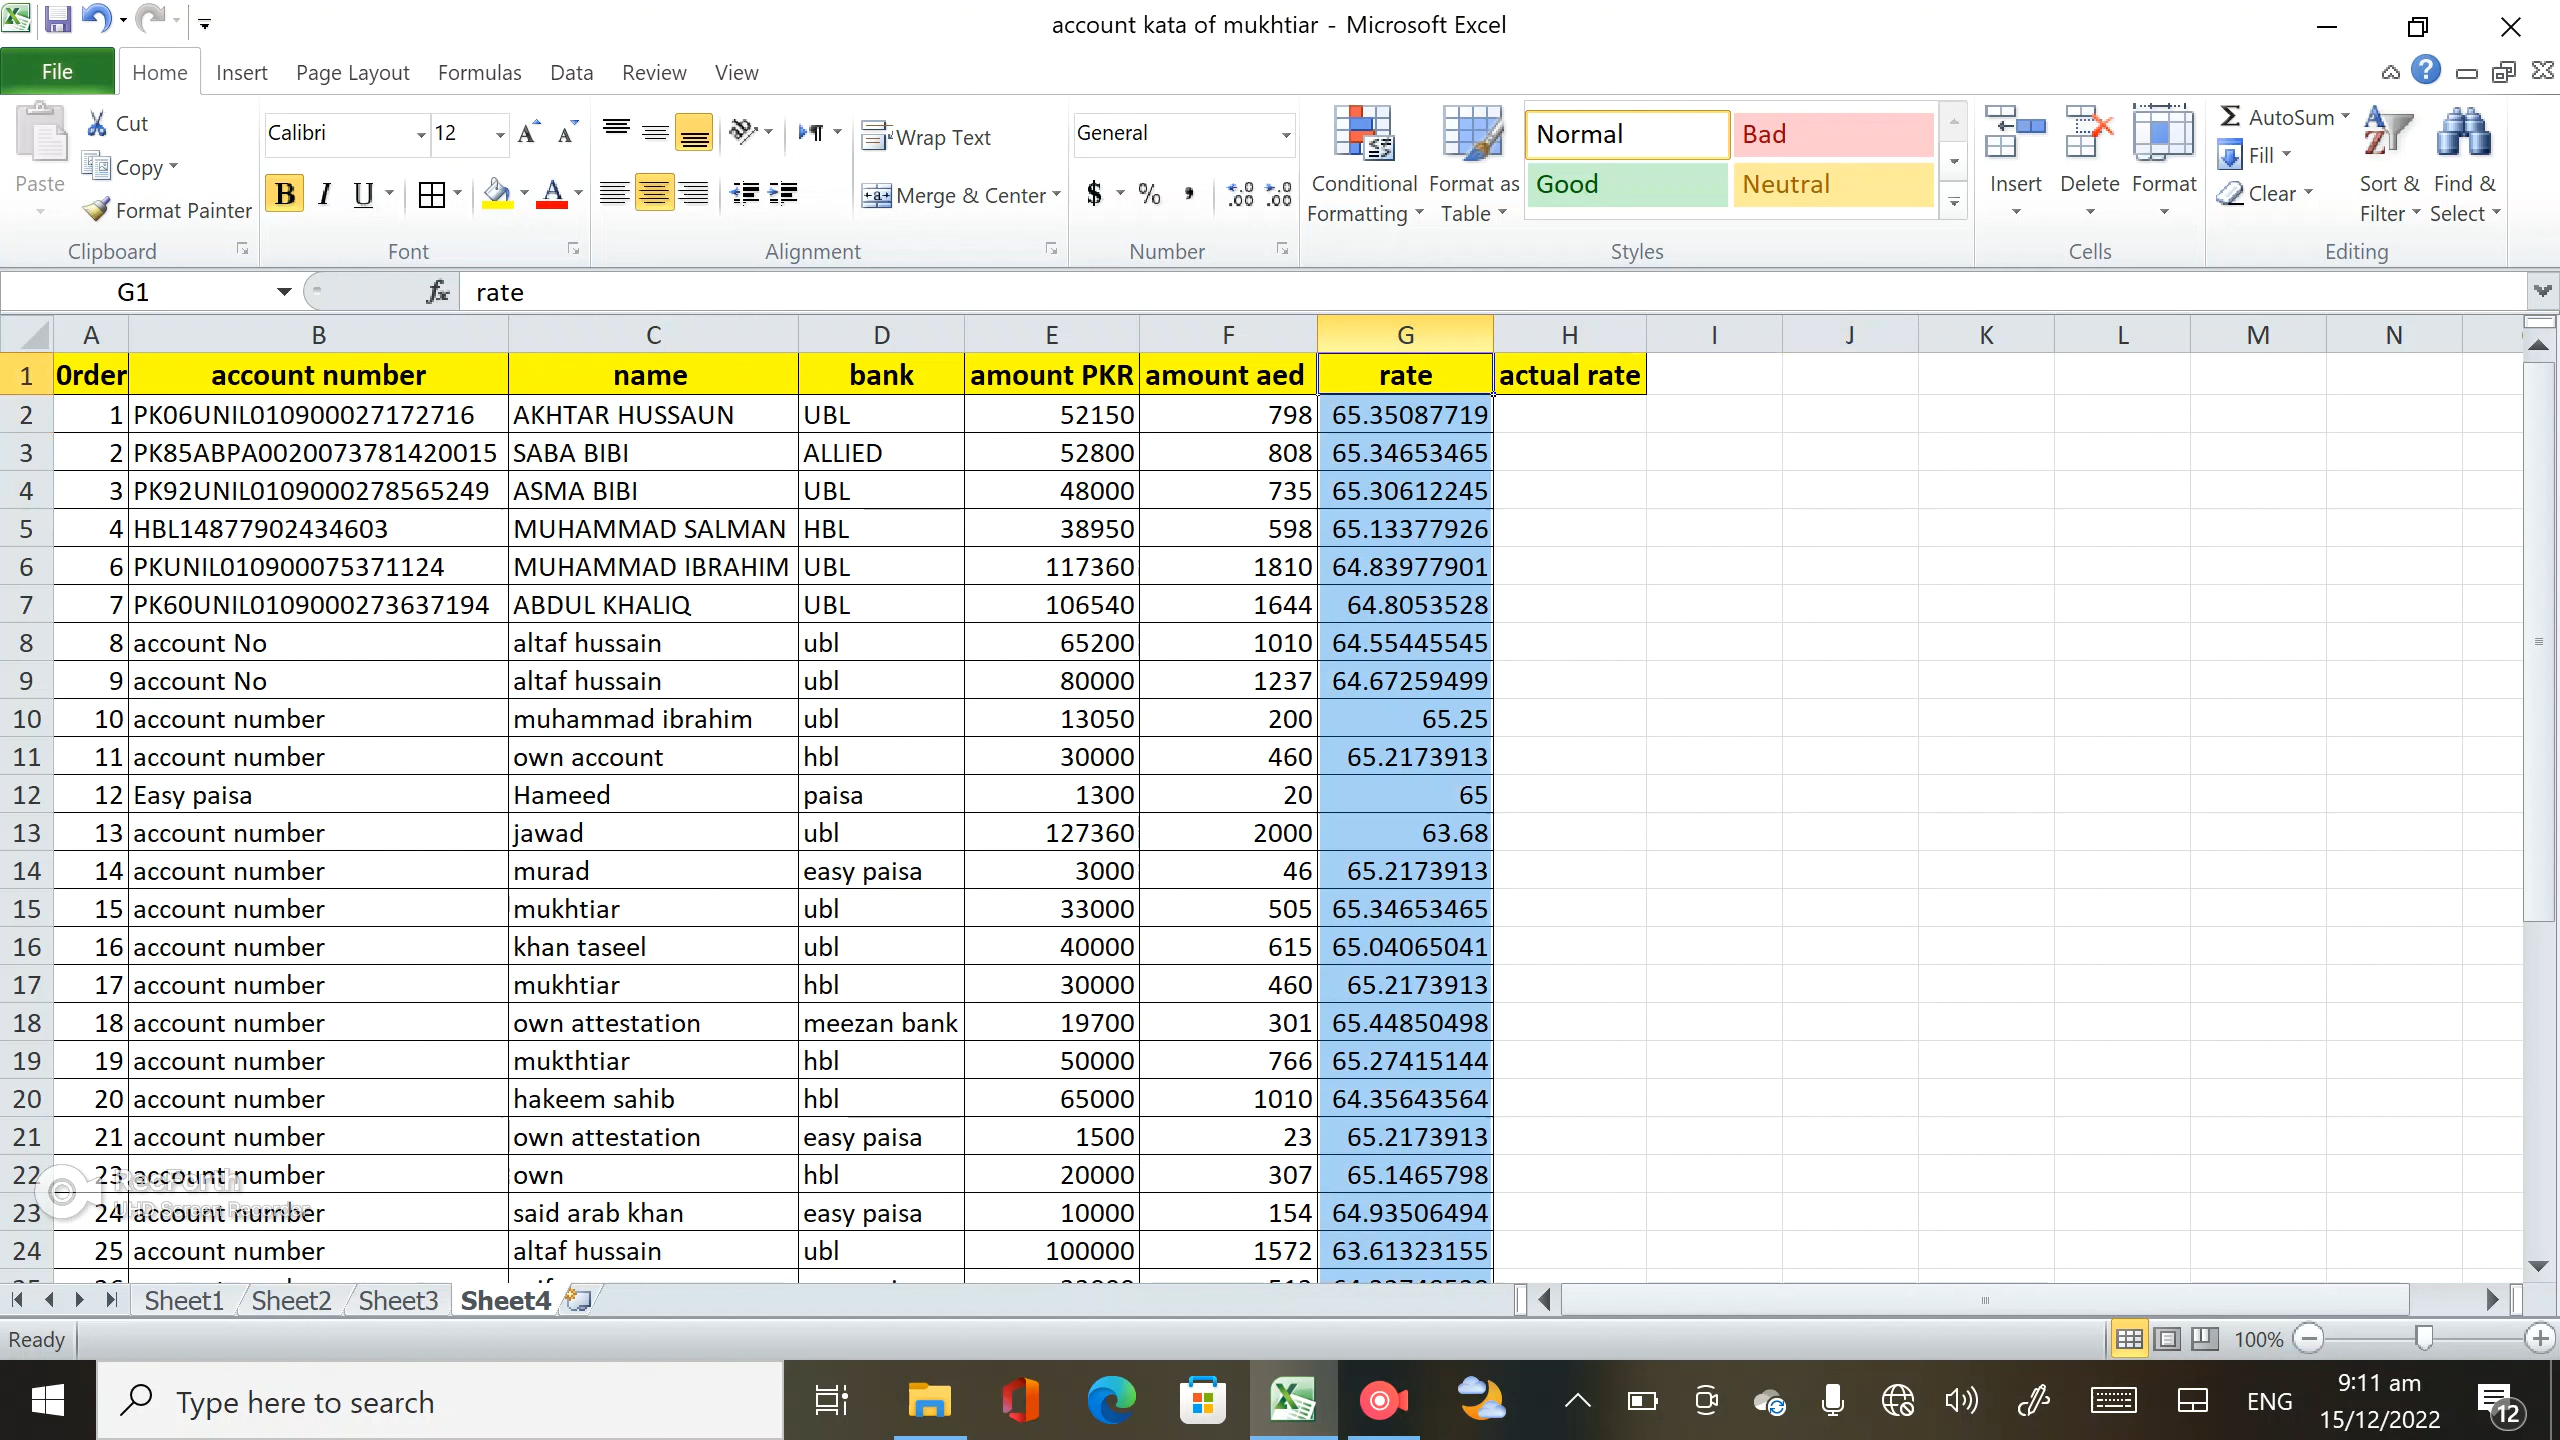 account kata of mukhtiar - Microsoft Excel
File Home Insert Page Layout Formulas Data Review View
Paste Cut Copy Format Painter Clipboard
Calibri 12 B I U A Font
Wrap Text Merge & Center Alignment
General $ % , Number
Conditional Formatting Format as Table Normal Bad Good Neutral Styles
Insert Delete Format Cells
Σ AutoSum Fill Clear Sort & Filter Find & Select Editing
G1 fx rate
A B C D E F G H I J K L M N
1 0rder account number name bank amount PKR amount aed rate actual rate
2 1 PK06UNIL010900027172716 AKHTAR HUSSAUN UBL 52150 798 65.35087719
3 2 PK85ABPA0020073781420015 SABA BIBI ALLIED 52800 808 65.34653465
4 3 PK92UNIL0109000278565249 ASMA BIBI UBL 48000 735 65.30612245
5 4 HBL14877902434603 MUHAMMAD SALMAN HBL 38950 598 65.13377926
6 6 PKUNIL010900075371124 MUHAMMAD IBRAHIM UBL 117360 1810 64.83977901
7 7 PK60UNIL0109000273637194 ABDUL KHALIQ UBL 106540 1644 64.8053528
8 8 account No altaf hussain ubl 65200 1010 64.55445545
9 9 account No altaf hussain ubl 80000 1237 64.67259499
10 10 account number muhammad ibrahim ubl 13050 200 65.25
11 11 account number own account hbl 30000 460 65.2173913
12 12 Easy paisa Hameed paisa 1300 20 65
13 13 account number jawad ubl 127360 2000 63.68
14 14 account number murad easy paisa 3000 46 65.2173913
15 15 account number mukhtiar ubl 33000 505 65.34653465
16 16 account number khan taseel ubl 40000 615 65.04065041
17 17 account number mukhtiar hbl 30000 460 65.2173913
18 18 account number own attestation meezan bank 19700 301 65.44850498
19 19 account number mukthtiar hbl 50000 766 65.27415144
20 20 account number hakeem sahib hbl 65000 1010 64.35643564
21 21 account number own attestation easy paisa 1500 23 65.2173913
22 23 account number own hbl 20000 307 65.1465798
23 24 account number said arab khan easy paisa 10000 154 64.93506494
24 25 account number altaf hussain ubl 100000 1572 63.61323155
RecForth
UHD Screen Recorder
Sheet1 Sheet2 Sheet3 Sheet4
Ready 100%
Type here to search ENG 9:11 am
15/12/2022
12